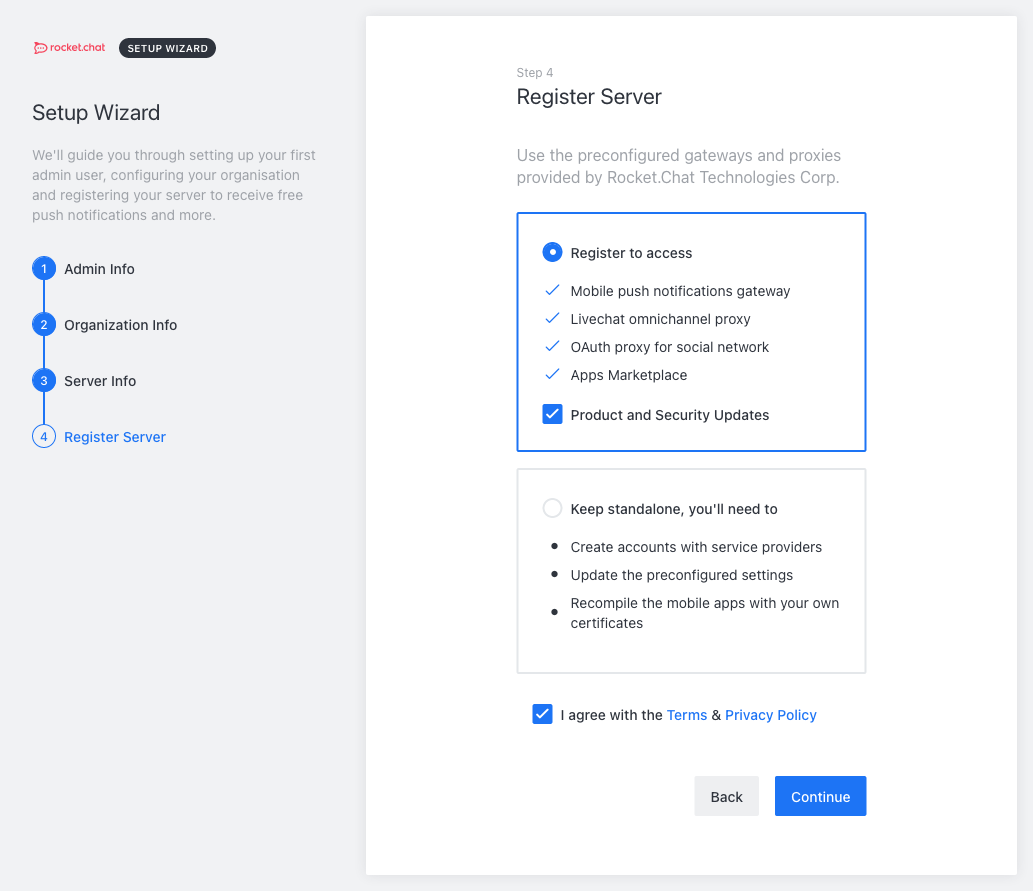 rocket.chat SETUP WIZARD
Setup Wizard
We'll guide you through setting up your first
admin user, configuring your organisation
and registering your server to receive free
push notifications and more.
1 Admin Info
2 Organization Info
3 Server Info
4 Register Server
Step 4
Register Server
Use the preconfigured gateways and proxies
provided by Rocket.Chat Technologies Corp.
Register to access
Mobile push notifications gateway
Livechat omnichannel proxy
OAuth proxy for social network
Apps Marketplace
Product and Security Updates
Keep standalone, you'll need to
Create accounts with service providers
Update the preconfigured settings
Recompile the mobile apps with your own
certificates
I agree with the Terms & Privacy Policy
Back Continue